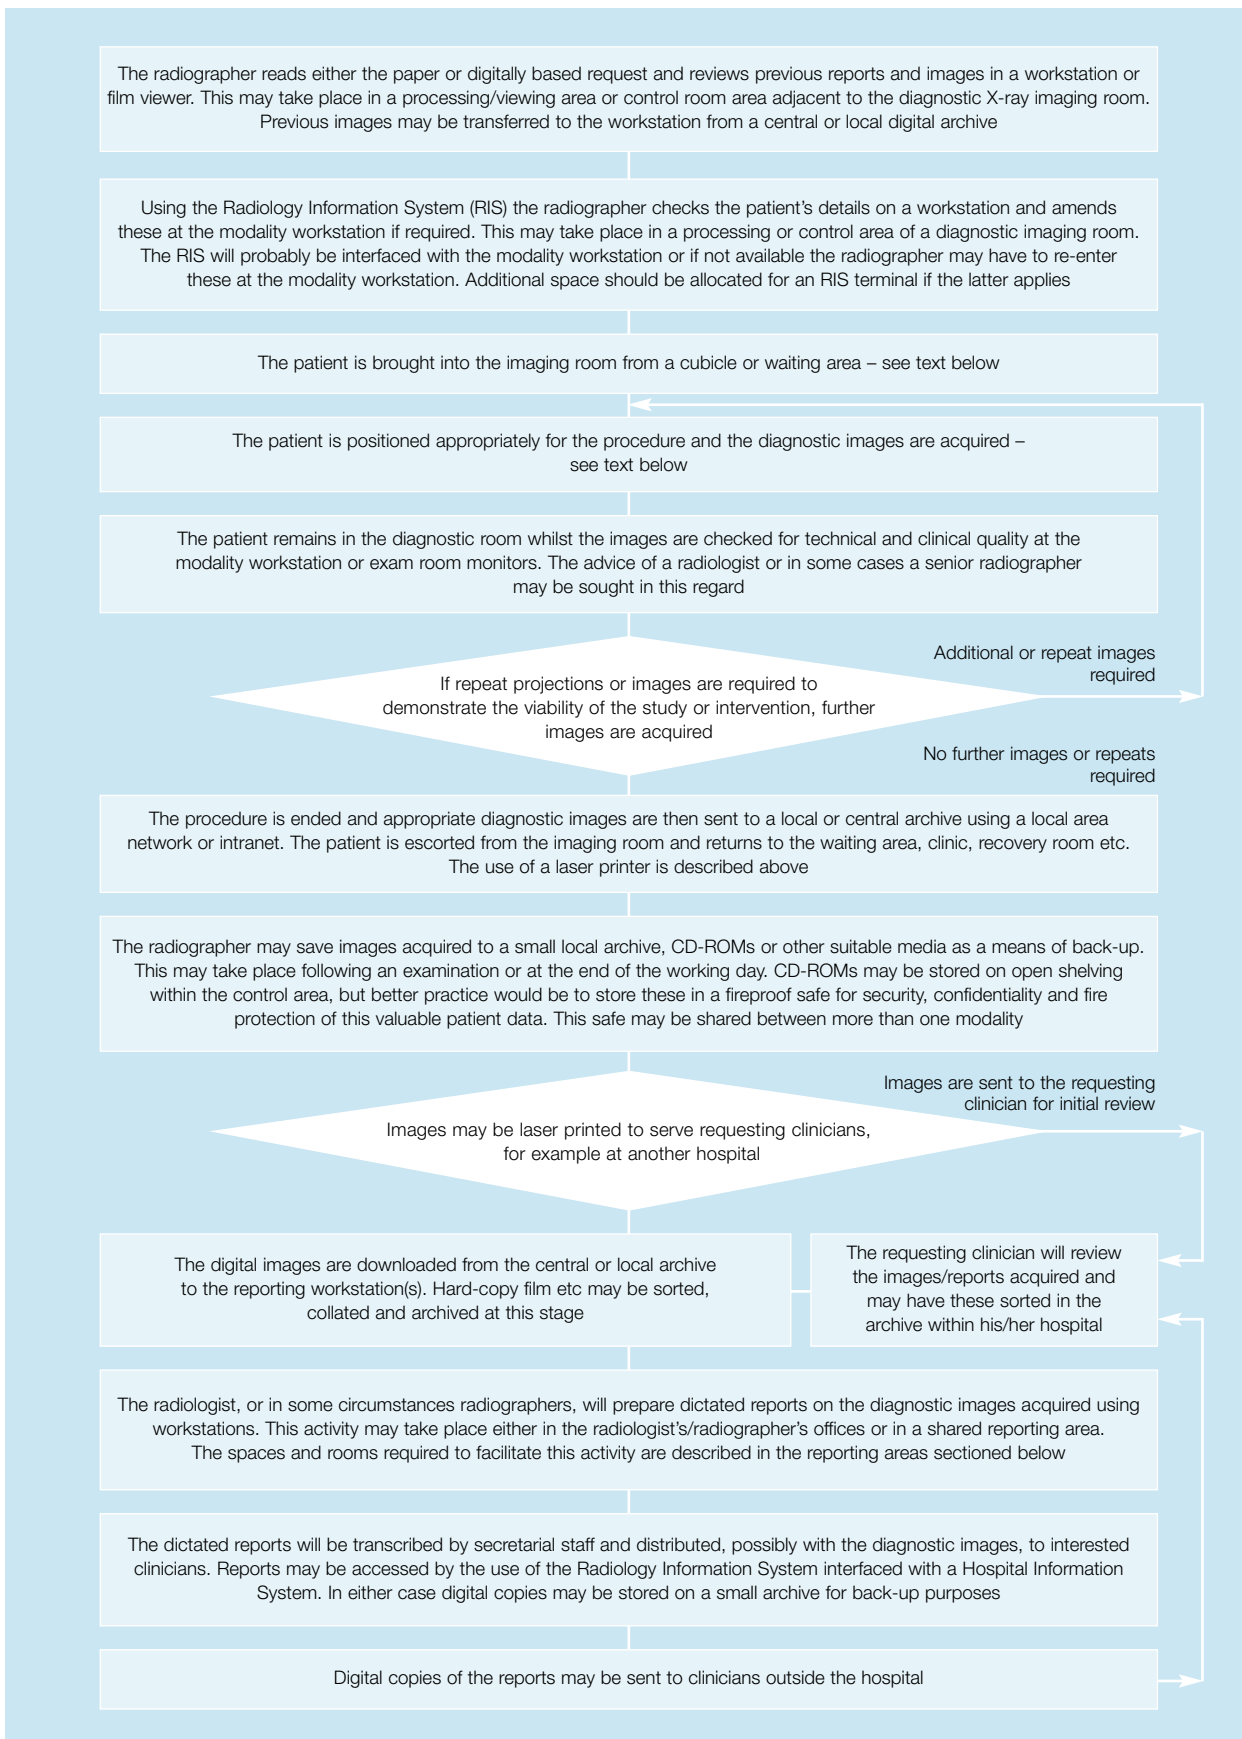 The radiographer reads either the paper or digitally based request and reviews previous reports and images in a workstation or
film viewer. This may take place in a processing/viewing area or control room area adjacent to the diagnostic X-ray imaging room.
Previous images may be transferred to the workstation from a central or local digital archive
Using the Radiology Information System (RIS) the radiographer checks the patient's details on a workstation and amends
these at the modality workstation if required. This may take place in a processing or control area of a diagnostic imaging room.
The RIS will probably be interfaced with the modality workstation or if not available the radiographer may have to re-enter
these at the modality workstation. Additional space should be allocated for an RIS terminal if the latter applies
The patient is brought into the imaging room from a cubicle or waiting area – see text below
The patient is positioned appropriately for the procedure and the diagnostic images are acquired –
see text below
The patient remains in the diagnostic room whilst the images are checked for technical and clinical quality at the
modality workstation or exam room monitors. The advice of a radiologist or in some cases a senior radiographer
may be sought in this regard
Additional or repeat images
required
If repeat projections or images are required to
demonstrate the viability of the study or intervention, further
images are acquired
No further images or repeats
required
The procedure is ended and appropriate diagnostic images are then sent to a local or central archive using a local area
network or intranet. The patient is escorted from the imaging room and returns to the waiting area, clinic, recovery room etc.
The use of a laser printer is described above
The radiographer may save images acquired to a small local archive, CD-ROMs or other suitable media as a means of back-up.
This may take place following an examination or at the end of the working day. CD-ROMs may be stored on open shelving
within the control area, but better practice would be to store these in a fireproof safe for security, confidentiality and fire
protection of this valuable patient data. This safe may be shared between more than one modality
Images are sent to the requesting
clinician for initial review
Images may be laser printed to serve requesting clinicians,
for example at another hospital
The digital images are downloaded from the central or local archive
to the reporting workstation(s). Hard-copy film etc may be sorted,
collated and archived at this stage
The requesting clinician will review
the images/reports acquired and
may have these sorted in the
archive within his/her hospital
The radiologist, or in some circumstances radiographers, will prepare dictated reports on the diagnostic images acquired using
workstations. This activity may take place either in the radiologist's/radiographer's offices or in a shared reporting area.
The spaces and rooms required to facilitate this activity are described in the reporting areas sectioned below
The dictated reports will be transcribed by secretarial staff and distributed, possibly with the diagnostic images, to interested
clinicians. Reports may be accessed by the use of the Radiology Information System interfaced with a Hospital Information
System. In either case digital copies may be stored on a small archive for back-up purposes
Digital copies of the reports may be sent to clinicians outside the hospital